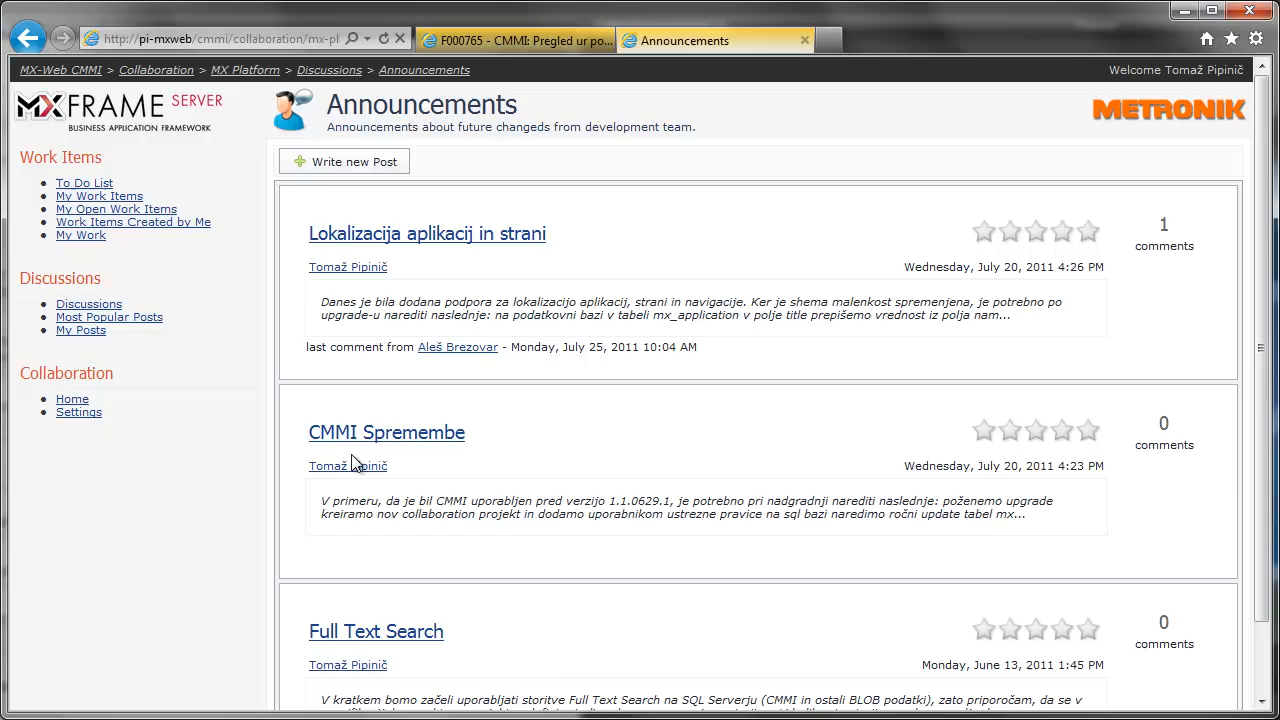 http://pi-mxweb/cmmi/collaboration/mx-pl
F000765 - CMMI: Pregled ur po...
Announcements
MX-Web CMMI > Collaboration > MX Platform > Discussions > Announcements
Welcome Tomaž Pipinič
MXFRAME SERVER
BUSINESS APPLICATION FRAMEWORK
Announcements
Announcements about future changeds from development team.
METRONIK
Work Items
To Do List
My Work Items
My Open Work Items
Work Items Created by Me
My Work
Discussions
Discussions
Most Popular Posts
My Posts
Collaboration
Home
Settings
Write new Post
Lokalizacija aplikacij in strani
1
comments
Tomaž Pipinič
Wednesday, July 20, 2011 4:26 PM
Danes je bila dodana podpora za lokalizacijo aplikacij, strani in navigacije. Ker je shema malenkost spremenjena, je potrebno po
upgrade-u narediti naslednje: na podatkovni bazi v tabeli mx_application v polje title prepišemo vrednost iz polja nam...
last comment from Aleš Brezovar - Monday, July 25, 2011 10:04 AM
CMMI Spremembe
0
comments
Tomaž Pipinič
Wednesday, July 20, 2011 4:23 PM
V primeru, da je bil CMMI uporabljen pred verzijo 1.1.0629.1, je potrebno pri nadgradnji narediti naslednje: poženemo upgrade
kreiramo nov collaboration projekt in dodamo uporabnikom ustrezne pravice na sql bazi naredimo ročni update tabel mx...
Full Text Search
0
comments
Tomaž Pipinič
Monday, June 13, 2011 1:45 PM
V kratkem bomo začeli uporabljati storitve Full Text Search na SQL Serverju (CMMI in ostali BLOB podatki), zato priporočam, da se v